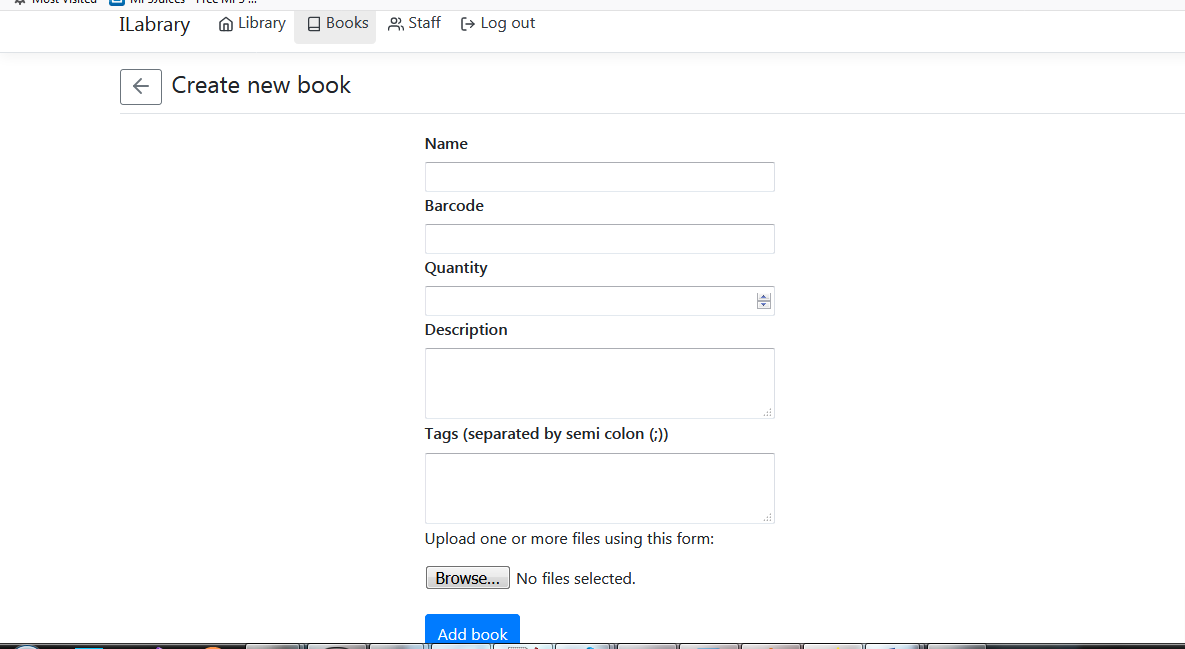 Most Visited MP3Juices - Free MP3 ...
ILabrary Library Books Staff Log out
Create new book
Name
Barcode
Quantity
Description
Tags (separated by semi colon (;))
Upload one or more files using this form:
Browse... No files selected.
Add book